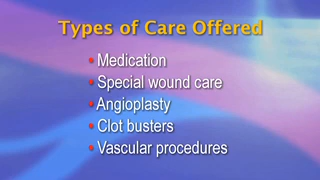 Types of Care Offered
• Medication
• Special wound care
• Angioplasty
• Clot busters
• Vascular procedures